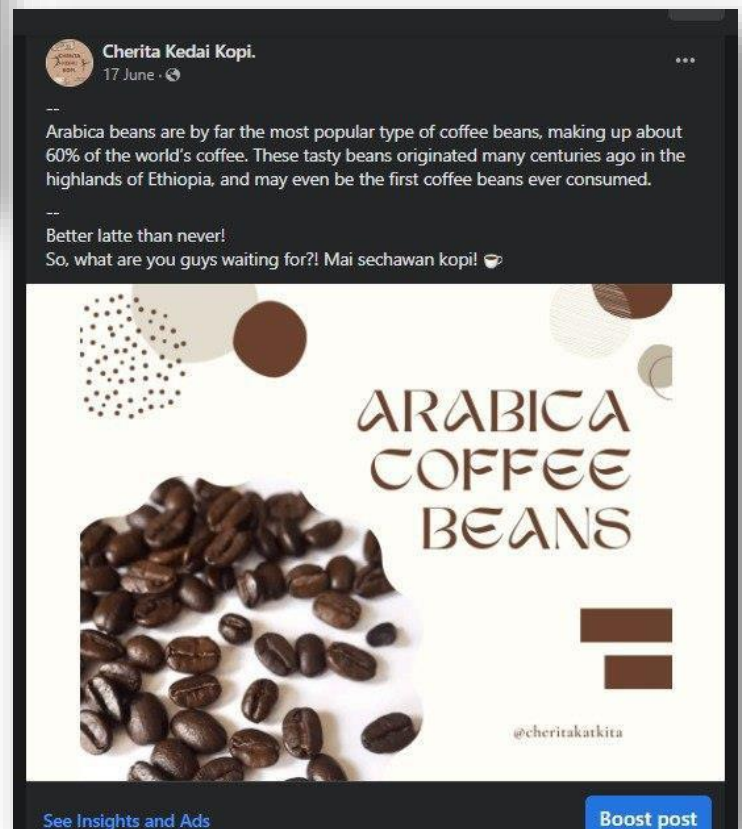 Cherita Kedai Kopi.
17 June ·
--
Arabica beans are by far the most popular type of coffee beans, making up about
60% of the world's coffee. These tasty beans originated many centuries ago in the
highlands of Ethiopia, and may even be the first coffee beans ever consumed.
--
Better latte than never!
So, what are you guys waiting for?! Mai sechawan kopi! ☕
ARABICA
COFFEE
BEANS
@cheritakatkita
See Insights and Ads
Boost post